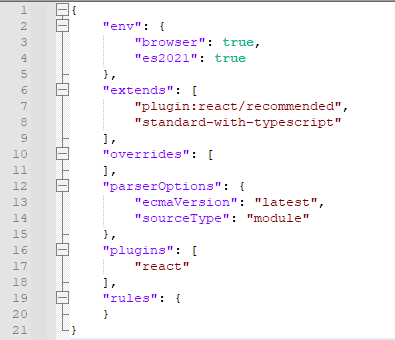 1 {
2     "env": {
3         "browser": true,
4         "es2021": true
5     },
6     "extends": [
7         "plugin:react/recommended",
8         "standard-with-typescript"
9     ],
10     "overrides": [
11     ],
12     "parserOptions": {
13         "ecmaVersion": "latest",
14         "sourceType": "module"
15     },
16     "plugins": [
17         "react"
18     ],
19     "rules": {
20     }
21 }